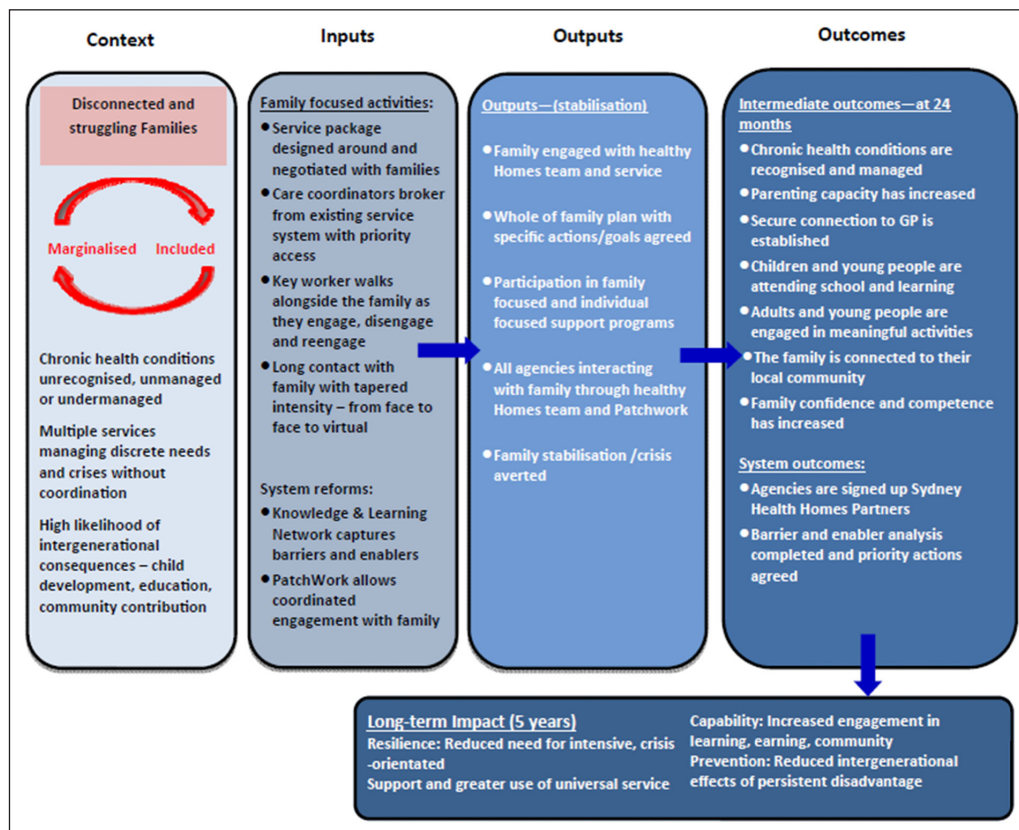 Context
Inputs
Outputs
Outcomes
Disconnected and
struggling Families
Marginalised Included
Chronic health conditions
unrecognised, unmanaged
or undermanaged
Multiple services
managing discrete needs
and crises without
coordination
High likelihood of
intergenerational
consequences – child
development, education,
community contribution
Family focused activities:
● Service package
designed around and
negotiated with families
● Care coordinators broker
from existing service
system with priority
access
● Key worker walks
alongside the family as
they engage, disengage
and reengage
● Long contact with
family with tapered
intensity – from face to
face to virtual
System reforms:
● Knowledge & Learning
Network captures
barriers and enablers
● PatchWork allows
coordinated
engagement with family
Outputs—(stabilisation)
● Family engaged with healthy
Homes team and service
● Whole of family plan with
specific actions/goals agreed
● Participation in family
focused and individual
focused support programs
● All agencies interacting
with family through healthy
Homes team and Patchwork
● Family stabilisation /crisis
averted
Intermediate outcomes—at 24
months
● Chronic health conditions are
recognised and managed
● Parenting capacity has increased
● Secure connection to GP is
established
● Children and young people are
attending school and learning
● Adults and young people are
engaged in meaningful activities
● The family is connected to their
local community
● Family confidence and competence
has increased
System outcomes:
● Agencies are signed up Sydney
Health Homes Partners
● Barrier and enabler analysis
completed and priority actions
agreed
Long-term Impact (5 years)
Resilience: Reduced need for intensive, crisis
-orientated
Support and greater use of universal service
Capability: Increased engagement in
learning, earning, community
Prevention: Reduced intergenerational
effects of persistent disadvantage